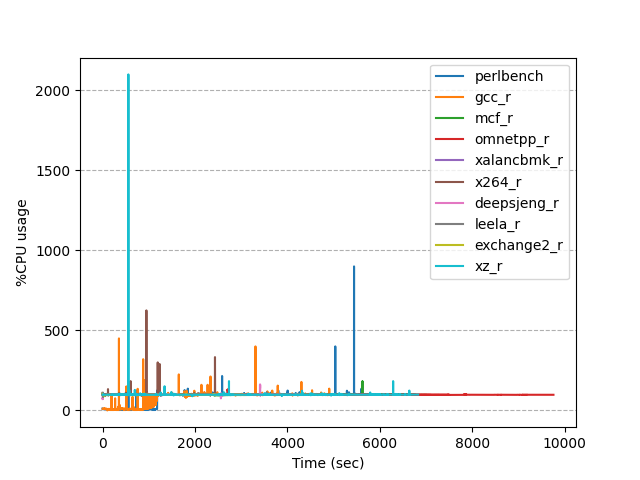 2000
1500
1000
500
0
%CPU usage
perlbench
gcc_r
mcf_r
omnetpp_r
xalancbmk_r
x264_r
deepsjeng_r
leela_r
exchange2_r
xz_r
0 2000 4000 6000 8000 10000
Time (sec)